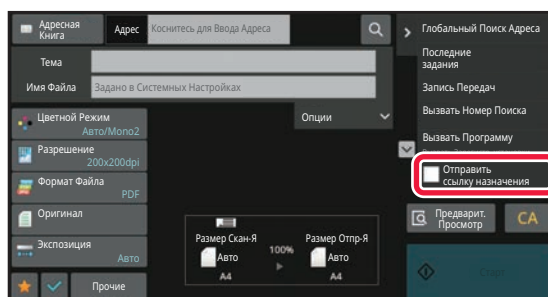 Адресная
Книга
Адрес
Коснитесь для Ввода Адреса
Тема
Имя Файла
Задано в Системных Настройках
Цветной Режим
Авто/Mono2
Разрешение
200x200dpi
Формат Файла
PDF
Оригинал
Экспозиция
Авто
Прочие
Опции
Размер Скан-Я
Авто
A4
100%
Размер Отпр-Я
Авто
A4
Глобальный Поиск Адреса
Последние
задания
Запись Передач
Вызвать Номер Поиска
Вызвать Программу
Отправить
ссылку назначения
Предварит.
Просмотр
CA